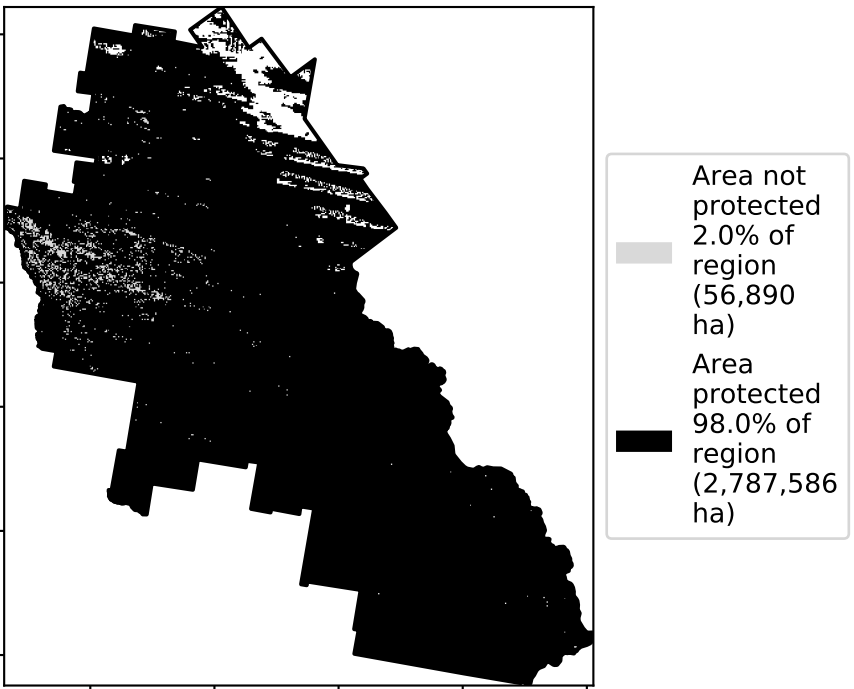 Area not
protected
2.0% of
region
(56,890
ha)
Area
protected
98.0% of
region
(2,787,586
ha)